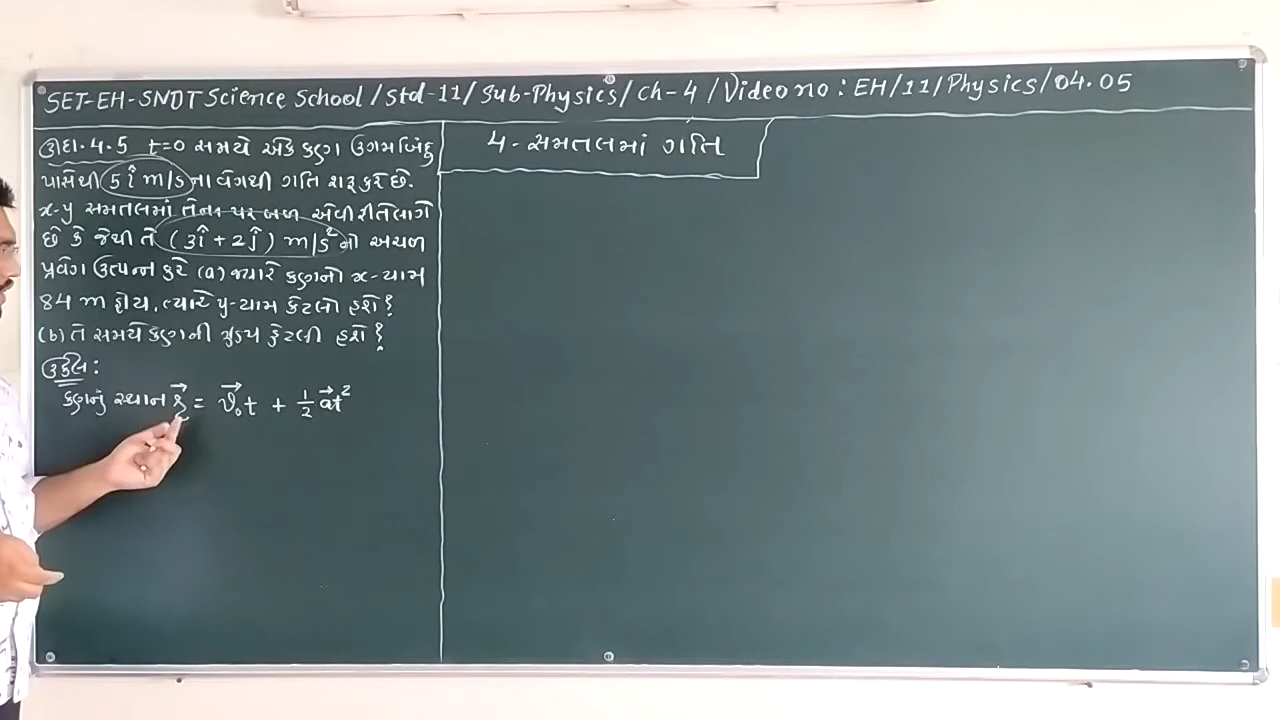 SET-EH-SNDT Science School / Std-11 / Sub-Physics / Ch-4 / Video no : EH/11/Physics/04.05
ઉદા.4.5 t=0 સમયે એક કણ ઉગમબિંદુ
પાસેથી 5î m/s ના વેગથી ગતિ શરૂ કરે છે.
x-y સમતલમાં તેના પર બળ એવી રીતે લાગે
છે કે જેથી તે (3î + 2ĵ) m/s² નો અચળ
પ્રવેગ ઉત્પન્ન કરે (a) જ્યારે કણનો x-યામ
84 m હોય, ત્યારે y-યામ કેટલો હશે?
(b) તે સમયે કણની ઝડપ કેટલી હશે?
ઉકેલ:
કણનું સ્થાન r⃗ = v⃗₀t + ½ a⃗t²
4 - સમતલમાં ગતિ